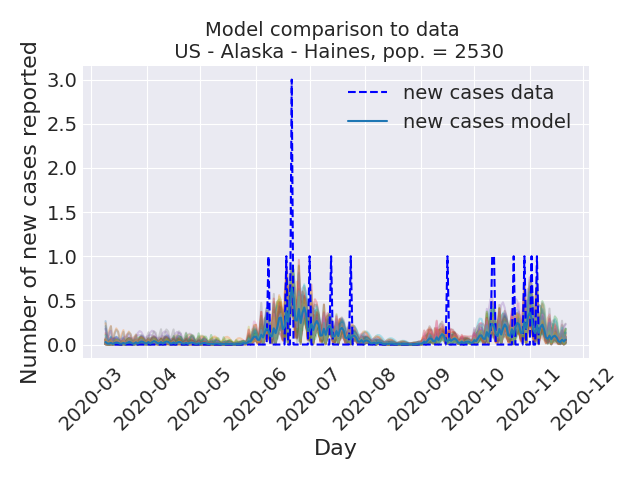 Model comparison to data
US - Alaska - Haines, pop. = 2530
Number of new cases reported
3.0
2.5
2.0
1.5
1.0
0.5
0.0
new cases data
new cases model
2020-03
2020-04
2020-05
2020-06
2020-07
2020-08
2020-09
2020-10
2020-11
2020-12
Day